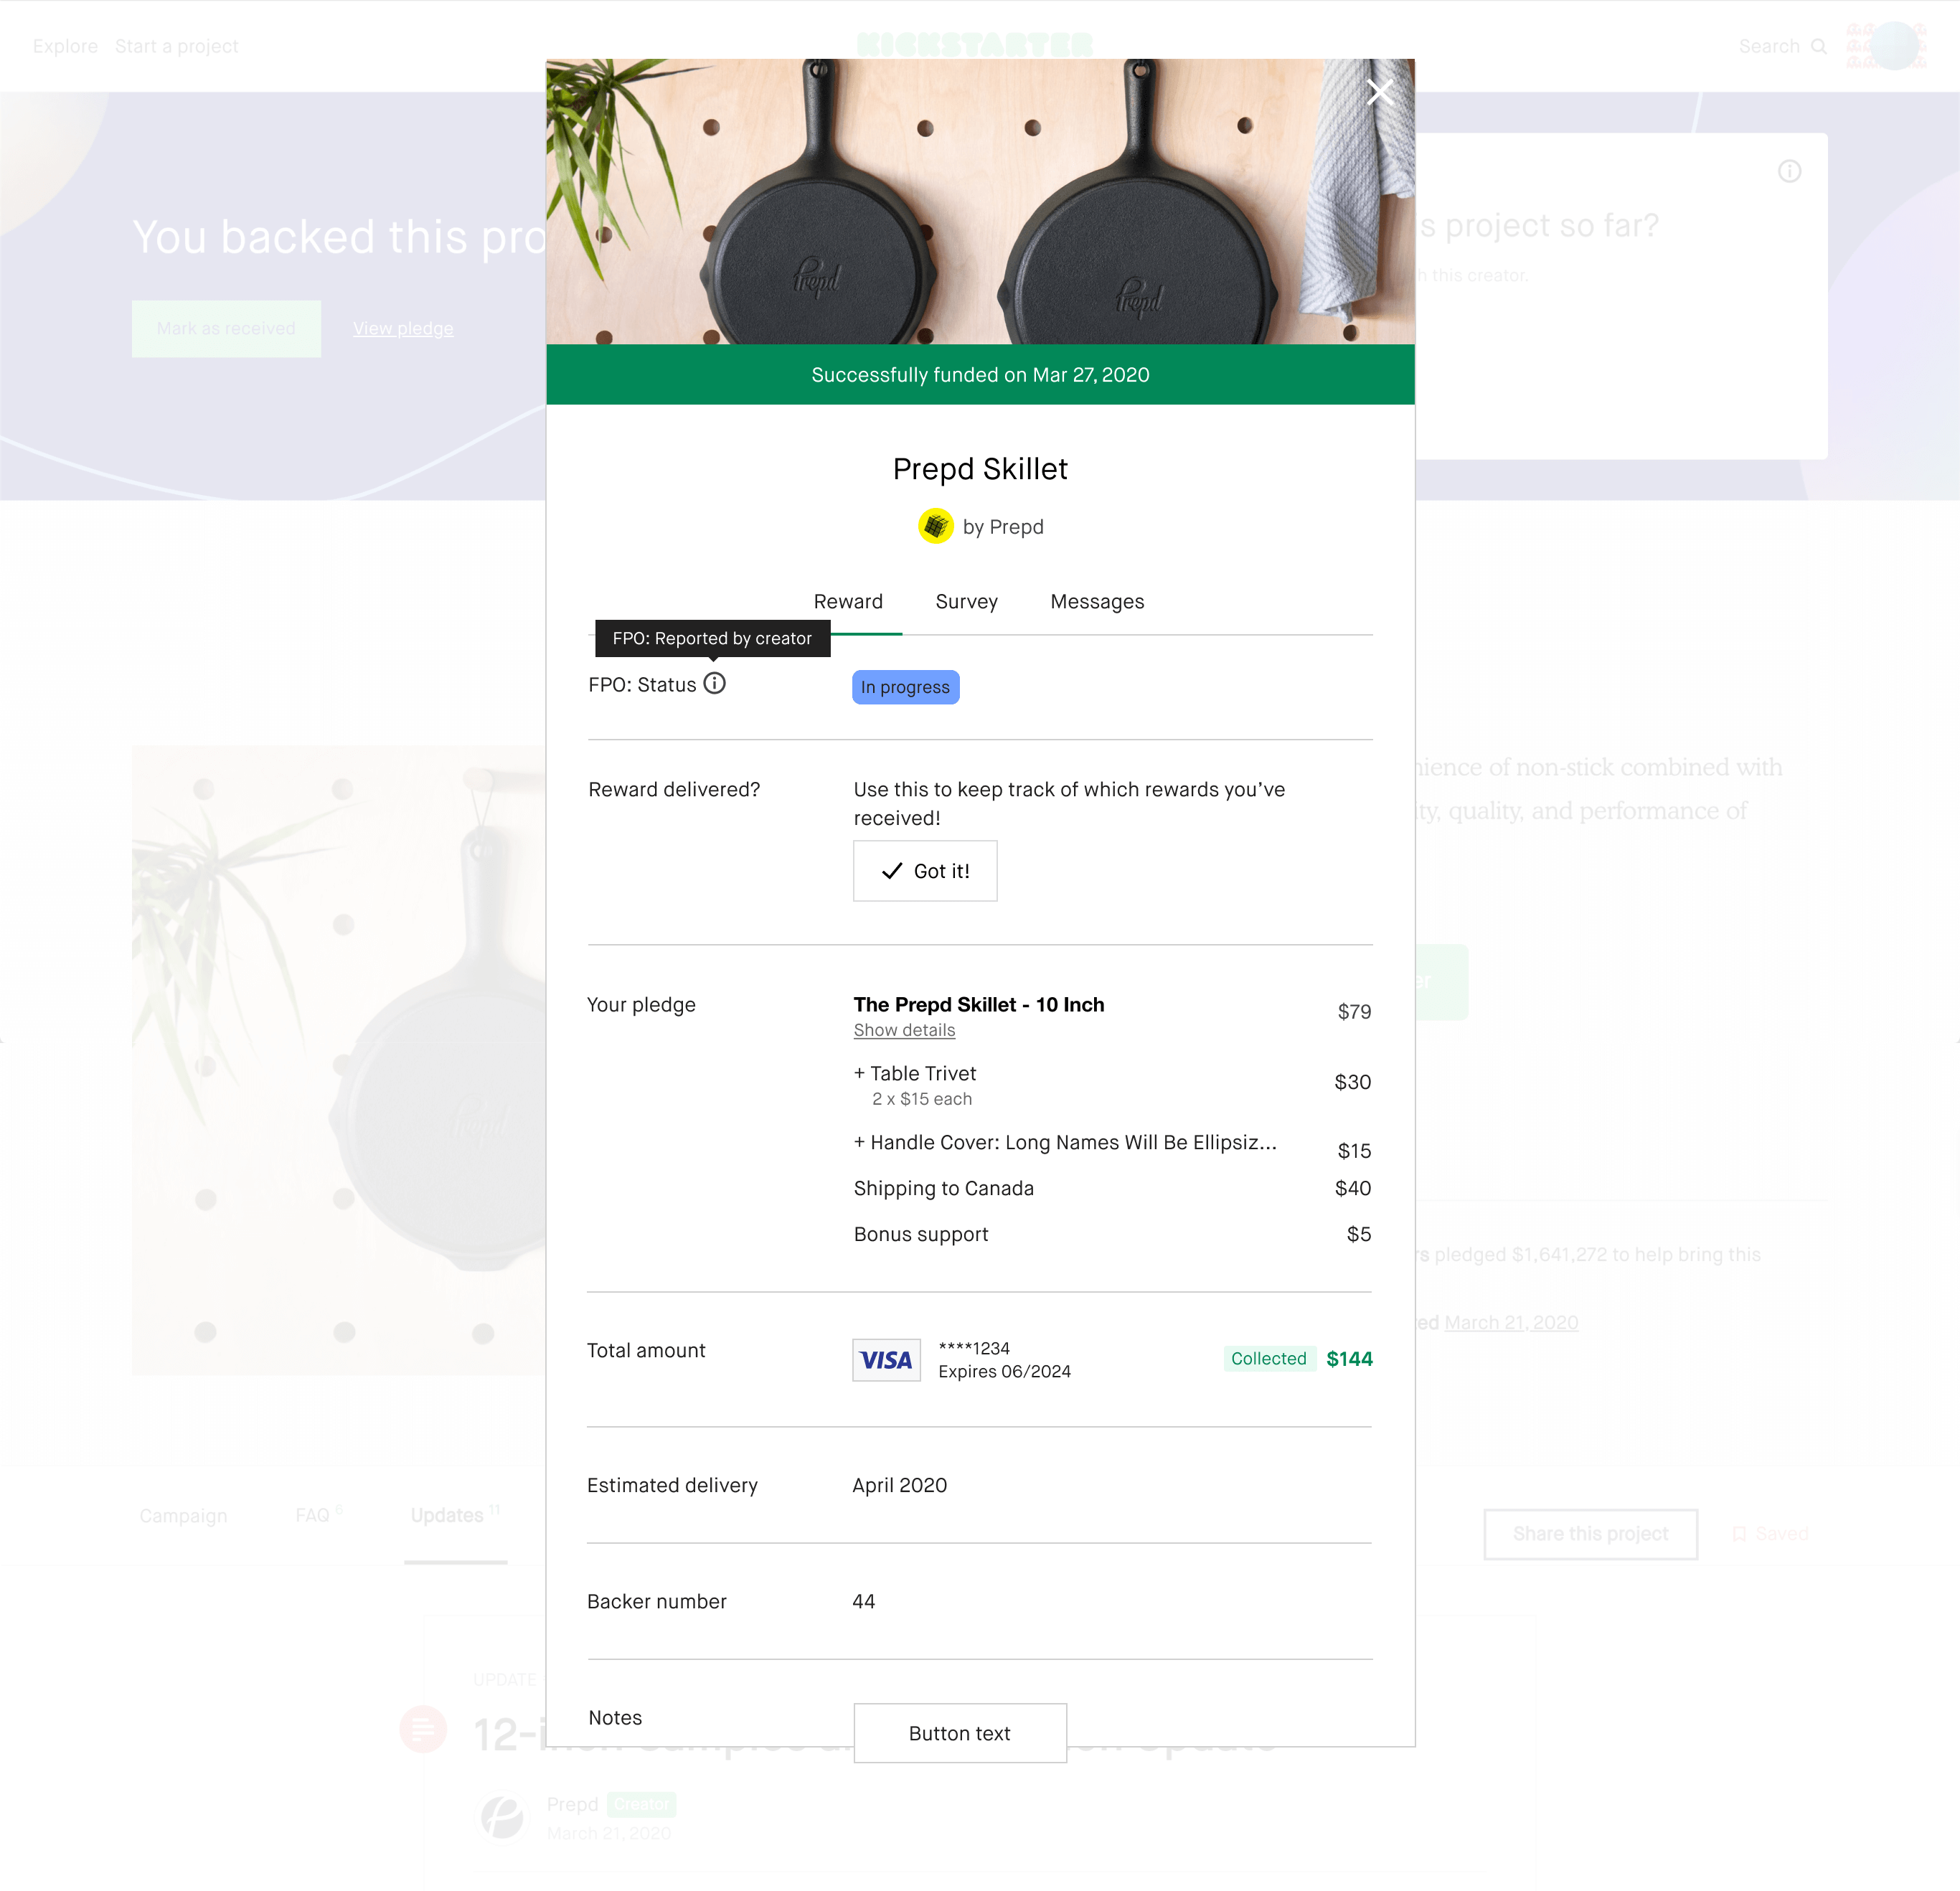 Explore Start a project
KICKSTARTER
Search
You backed this pro
Mark as received
View pledge
s project so far?
h this creator.
Prepd
Prepd
Successfully funded on Mar 27, 2020
Prepd Skillet
by Prepd
Reward Survey Messages
FPO: Reported by creator
FPO: Status
In progress
Reward delivered?
Use this to keep track of which rewards you've
received!
Got it!
Your pledge
The Prepd Skillet - 10 Inch
$79
Show details
+ Table Trivet
$30
2 x $15 each
+ Handle Cover: Long Names Will Be Ellipsiz...
$15
Shipping to Canada
$40
Bonus support
$5
Total amount
VISA
****1234
Expires 06/2024
Collected $144
Estimated delivery
April 2020
Backer number
44
Notes
Button text
nience of non-stick combined with
ity, quality, and performance of
er
rs pledged $1,641,272 to help bring this
ed March 21, 2020
Campaign
FAQ 6
Updates 11
Share this project
Saved
UPDATE
Prepd Creator
March 21, 2020